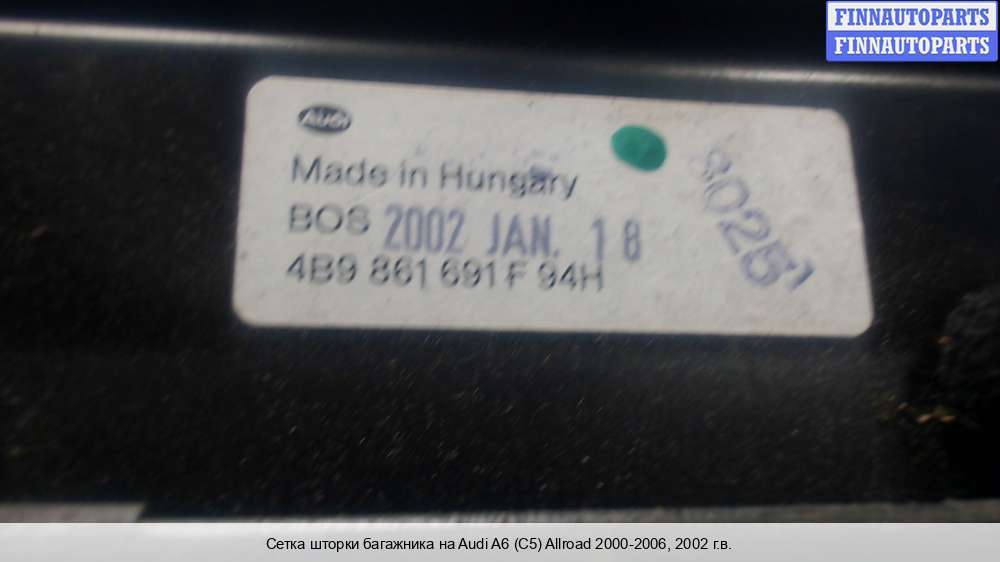 FINNAUTOPARTS
FINNAUTOPARTS
Audi
Made in Hungary
BOS 2002 JAN. 18
4B9 861 691 F 94H
Сетка шторки багажника на Audi A6 (C5) Allroad 2000-2006, 2002 г.в.